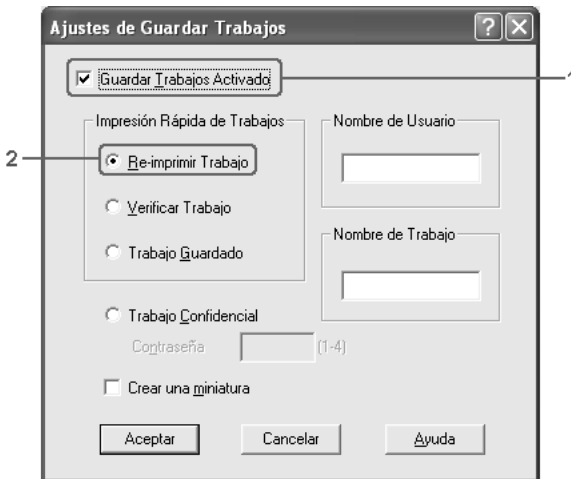 Ajustes de Guardar Trabajos
Guardar Trabajos Activado
1
Impresión Rápida de Trabajos
2
Re-imprimir Trabajo
Verificar Trabajo
Trabajo Guardado
Nombre de Usuario
Nombre de Trabajo
Trabajo Confidencial
Contraseña
(1-4)
Crear una miniatura
Aceptar
Cancelar
Ayuda